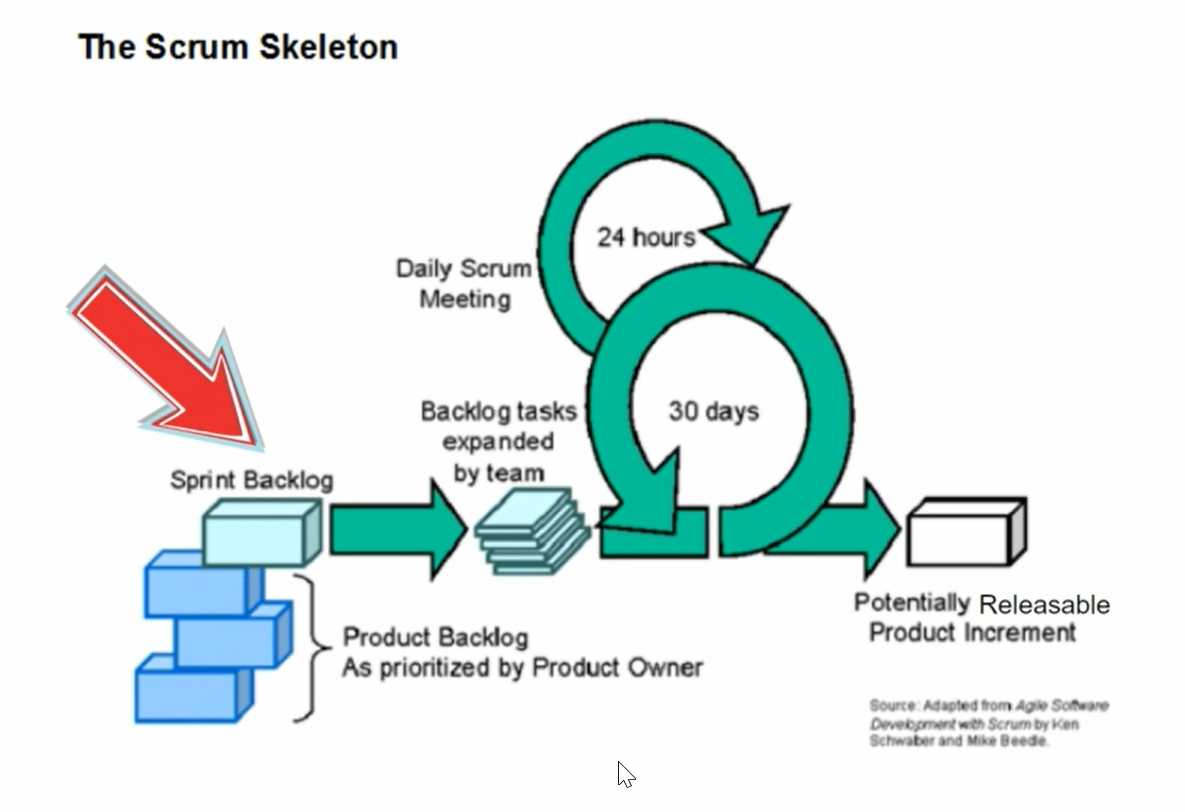 The Scrum Skeleton
24 hours
Daily Scrum
Meeting
Backlog tasks
expanded
by team
30 days
Sprint Backlog
Potentially Releasable
Product Increment
Product Backlog
As prioritized by Product Owner
Source: Adapted from Agile Software
Development with Scrum by Ken
Schwaber and Mike Beedle.